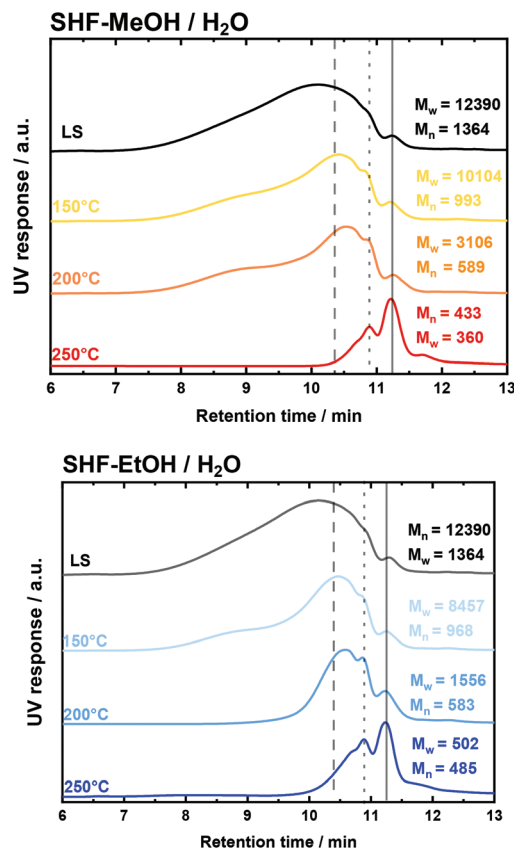 SHF-MeOH / H₂O
UV response / a.u.
LS
Mw = 12390
Mn = 1364
150°C
Mw = 10104
Mn = 993
200°C
Mw = 3106
Mn = 589
250°C
Mn = 433
Mw = 360
6 7 8 9 10 11 12 13
Retention time / min
SHF-EtOH / H₂O
UV response / a.u.
LS
Mn = 12390
Mw = 1364
150°C
Mw = 8457
Mn = 968
200°C
Mw = 1556
Mn = 583
250°C
Mw = 502
Mn = 485
6 7 8 9 10 11 12 13
Retention time / min